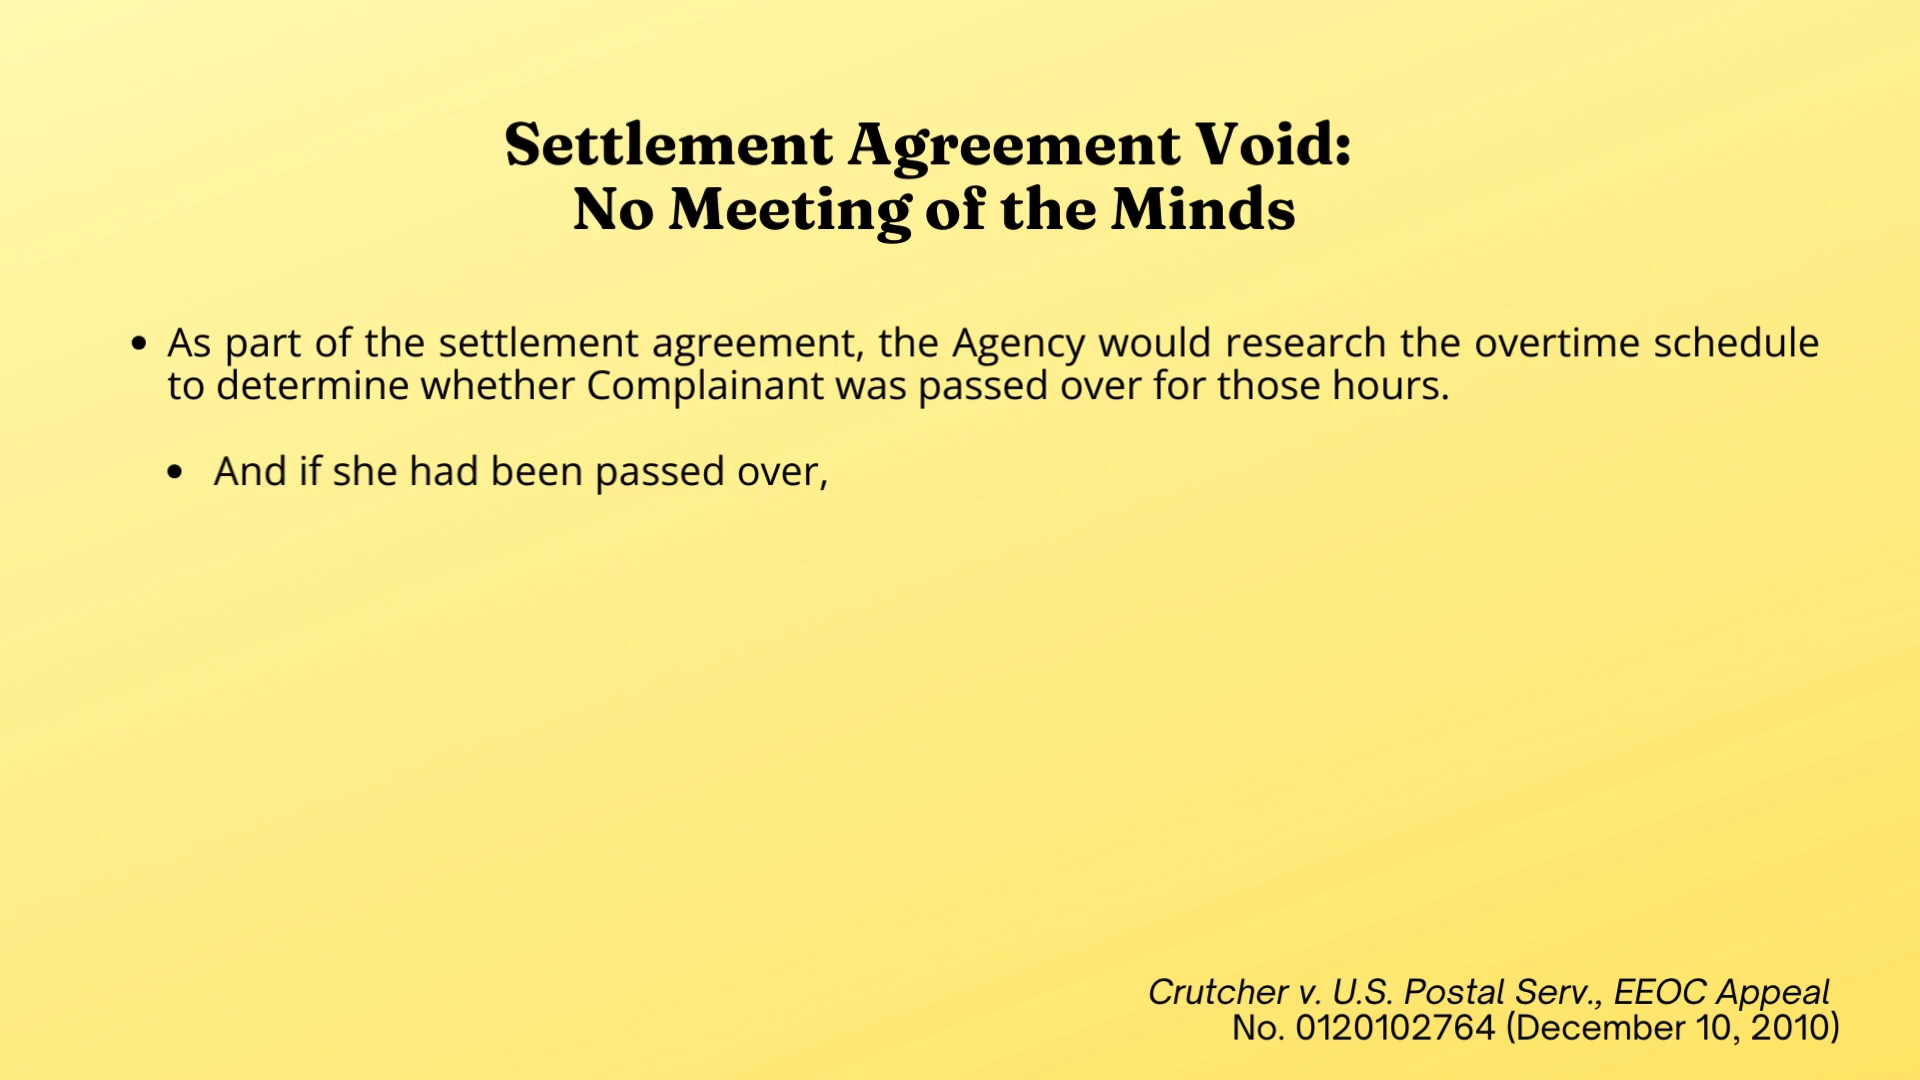 Settlement Agreement Void:
No Meeting of the Minds
• As part of the settlement agreement, the Agency would research the overtime schedule
to determine whether Complainant was passed over for those hours.
• And if she had been passed over,
Crutcher v. U.S. Postal Serv., EEOC Appeal
No. 0120102764 (December 10, 2010)